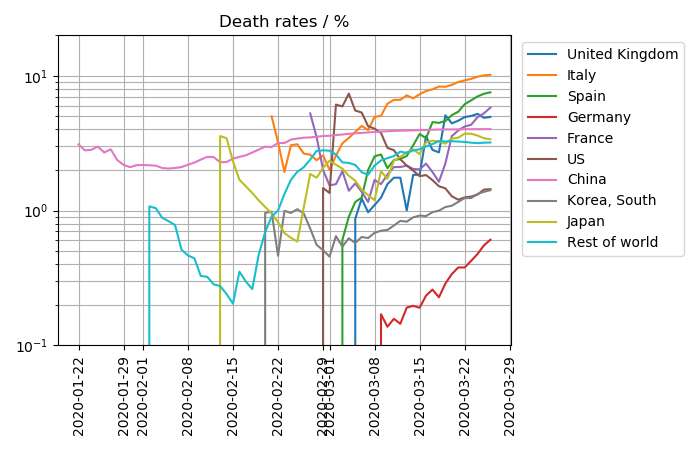 Death rates / %
10¹
10⁰
10⁻¹
2020-01-22
2020-01-29
2020-02-01
2020-02-08
2020-02-15
2020-02-22
2020-02-29
2020-03-01
2020-03-08
2020-03-15
2020-03-22
2020-03-29
United Kingdom
Italy
Spain
Germany
France
US
China
Korea, South
Japan
Rest of world